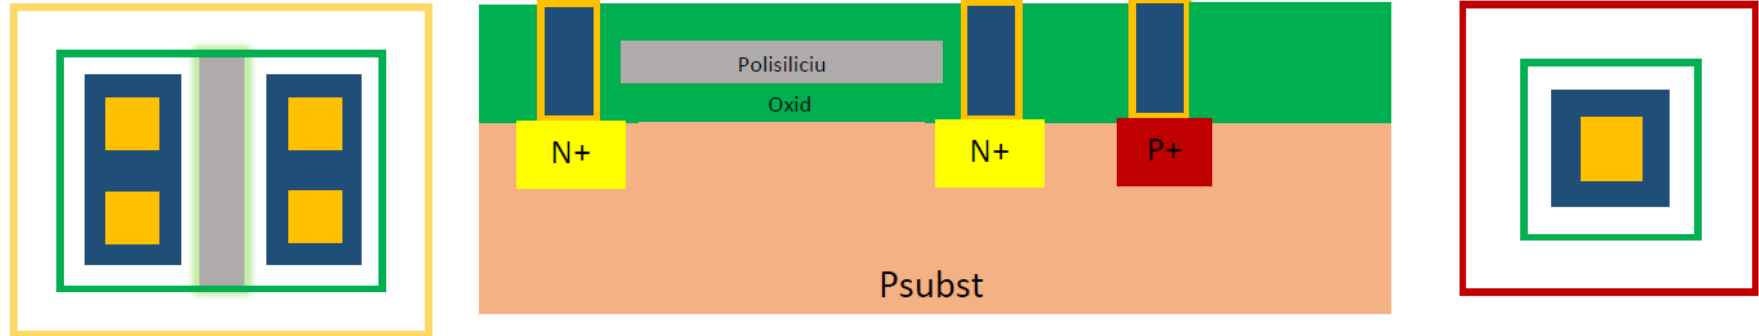 Polisiliciu
Oxid
N+
N+
P+
Psubst